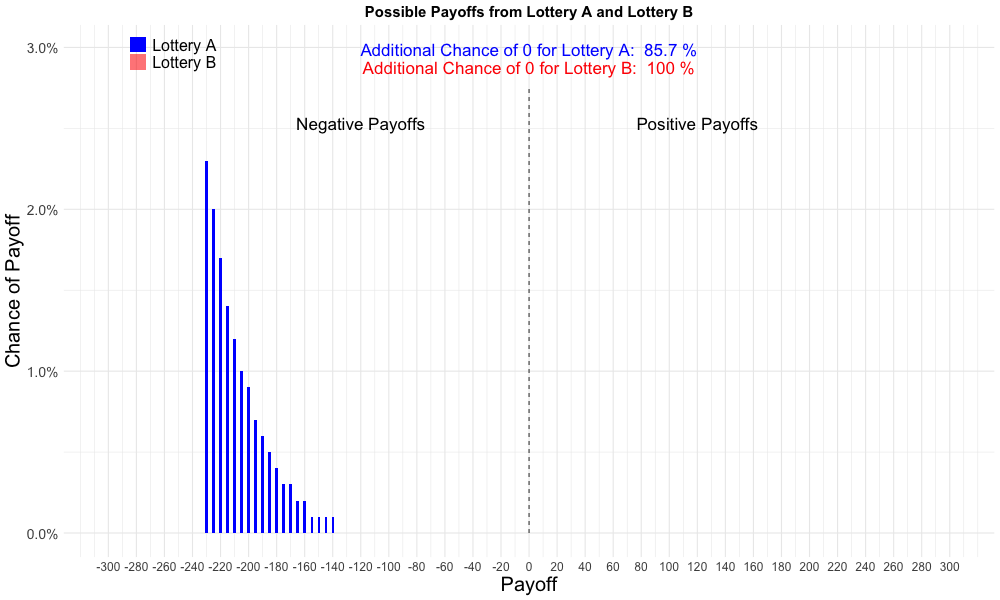 Possible Payoffs from Lottery A and Lottery B
3.0%
Lottery A
Lottery B
Additional Chance of 0 for Lottery A:  85.7 %
Additional Chance of 0 for Lottery B:  100 %
Negative Payoffs
Positive Payoffs
2.0%
1.0%
0.0%
Chance of Payoff
-300 -280 -260 -240 -220 -200 -180 -160 -140 -120 -100 -80 -60 -40 -20 0 20 40 60 80 100 120 140 160 180 200 220 240 260 280 300
Payoff